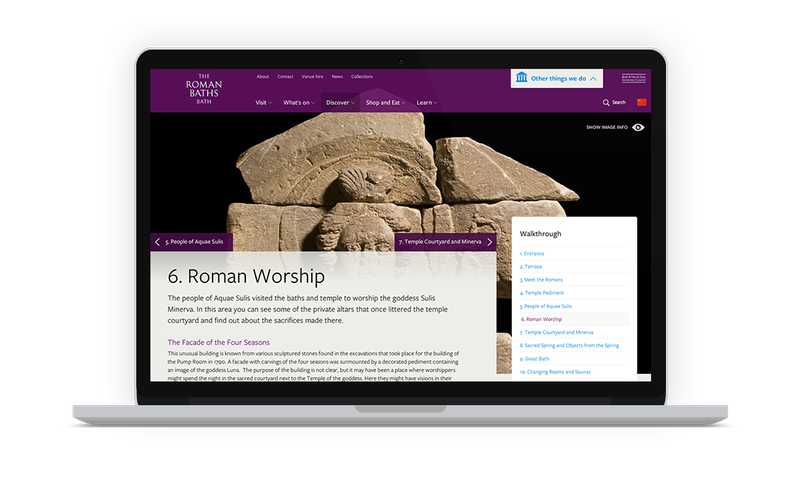 THE
ROMAN
BATHS
BATH
About Contact Venue hire News Collections
Other things we do
Bath & North East
Somerset Council
Visit What's on Discover Shop and Eat Learn
Search
SHOW IMAGE INFO
5. People of Aquae Sulis
7. Temple Courtyard and Minerva
6. Roman Worship
The people of Aquae Sulis visited the baths and temple to worship the goddess Sulis
Minerva. In this area you can see some of the private altars that once littered the temple
courtyard and find out about the sacrifices made there.
The Facade of the Four Seasons
This unusual building is known from various sculptured stones found in the excavations that took place for the building of
the Pump Room in 1790. A facade with carvings of the four seasons was surmounted by a decorated pediment containing
an image of the goddess Luna. The purpose of the building is not clear, but it may have been a place where worshippers
might spend the night in the sacred courtyard next to the Temple of the goddess. Here they might have visions in their
Walkthrough
1. Entrance
2. Terrace
3. Meet the Romans
4. Temple Pediment
5. People of Aquae Sulis
6. Roman Worship
7. Temple Courtyard and Minerva
8. Sacred Spring and Objects from the Spring
9. Great Bath
10. Changing Rooms and Saunas